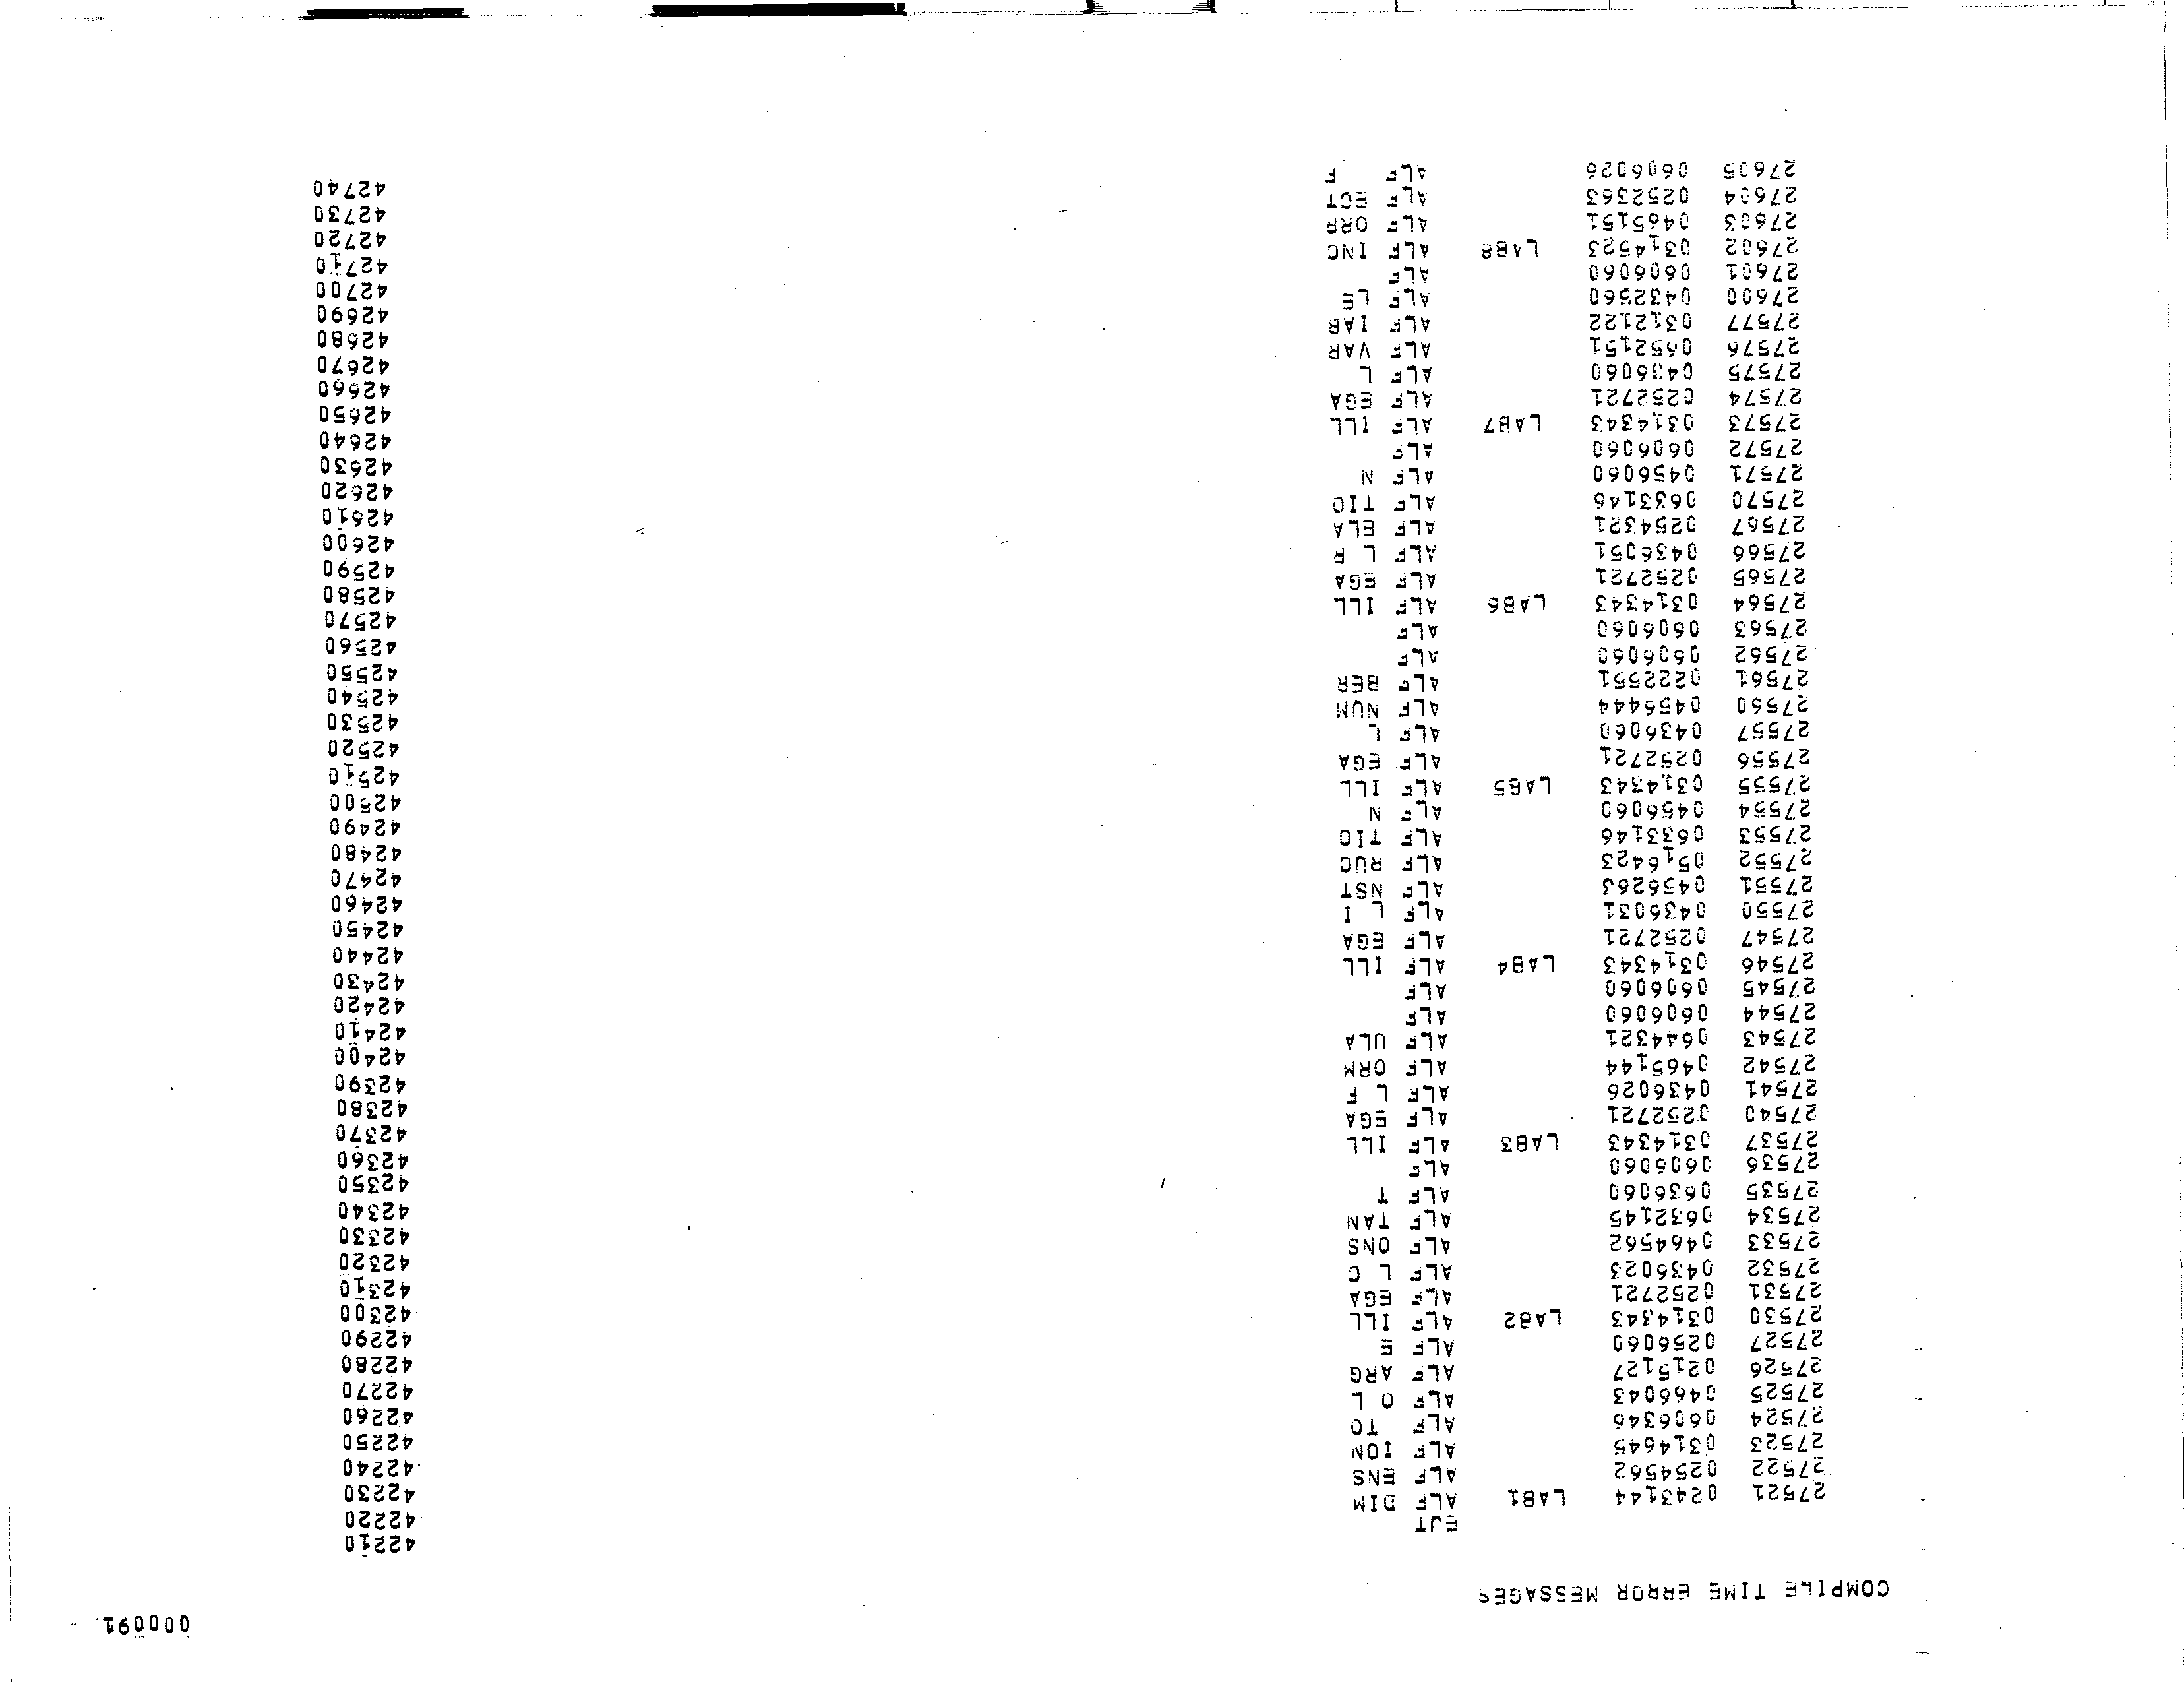 COMPILE TIME ERROR MESSAGES 000091
EJT 42210
27521 0243144 LAB1 ALF DIM 42220
27522 0254562 ALF ENS 42230
27523 0314645 ALF ION 42240
27524 0606346 ALF  TO 42250
27525 0466043 ALF O L 42260
27526 0215127 ALF ARG 42270
27527 0256060 ALF E 42280
27530 0314343 LAB2 ALF ILL 42290
27531 0252721 ALF EGA 42300
27532 0436023 ALF L C 42310
27533 0464562 ALF ONS 42320
27534 0632145 ALF TAN 42330
27535 0636060 ALF T 42340
27536 0606060 ALF 42350
27537 0314343 LAB3 ALF ILL 42360
27540 0252721 ALF EGA 42370
27541 0436026 ALF L F 42380
27542 0465144 ALF ORM 42390
27543 0644321 ALF ULA 42400
27544 0606060 ALF 42410
27545 0606060 ALF 42420
27546 0314343 LAB4 ALF ILL 42430
27547 0252721 ALF EGA 42440
27550 0436031 ALF L I 42450
27551 0456263 ALF NST 42460
27552 0516423 ALF RUC 42470
27553 0633146 ALF TIO 42480
27554 0456060 ALF N 42490
27555 0314343 LAB5 ALF ILL 42500
27556 0252721 ALF EGA 42510
27557 0436060 ALF L 42520
27560 0456444 ALF NUM 42530
27561 0222551 ALF BER 42540
27562 0606060 ALF 42550
27563 0606060 ALF 42560
27564 0314343 LAB6 ALF ILL 42570
27565 0252721 ALF EGA 42580
27566 0436051 ALF L R 42590
27567 0254321 ALF ELA 42600
27570 0633146 ALF TIO 42610
27571 0456060 ALF N 42620
27572 0606060 ALF 42630
27573 0314343 LAB7 ALF ILL 42640
27574 0252721 ALF EGA 42650
27575 0436060 ALF L 42660
27576 0652151 ALF VAR 42670
27577 0312122 ALF IAB 42680
27600 0432560 ALF LE 42690
27601 0606060 ALF 42700
27602 0314523 LAB8 ALF INC 42710
27603 0465151 ALF ORR 42720
27604 0252363 ALF ECT 42730
27605 0606026 ALF   F 42740